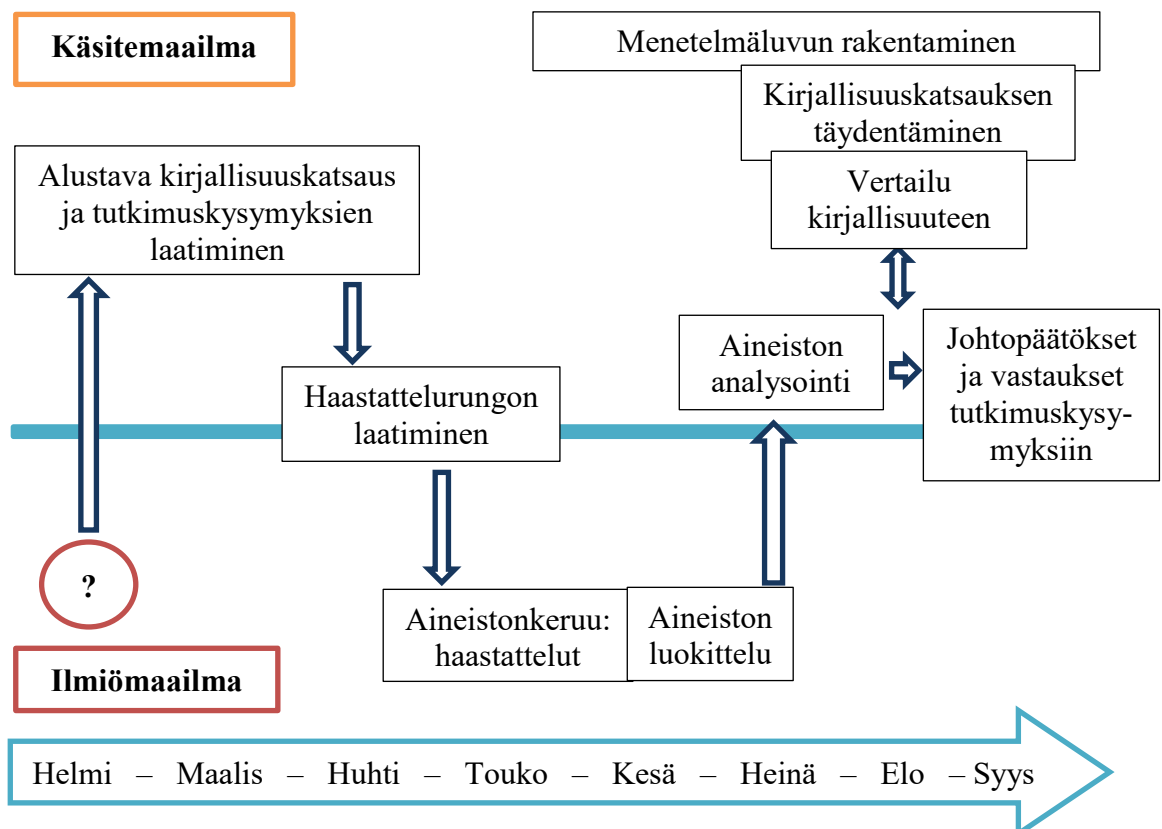 Käsitemaailma
Menetelmäluvun rakentaminen
Kirjallisuuskatsauksen
täydentäminen
Alustava kirjallisuuskatsaus
ja tutkimuskysymyksien
laatiminen
Vertailu
kirjallisuuteen
Haastattelurungon
laatiminen
Aineiston
analysointi
Johtopäätökset
ja vastaukset
tutkimuskysy-
myksiin
?
Aineistonkeruu:
haastattelut
Aineiston
luokittelu
Ilmiömaailma
Helmi – Maalis – Huhti – Touko – Kesä – Heinä – Elo – Syys